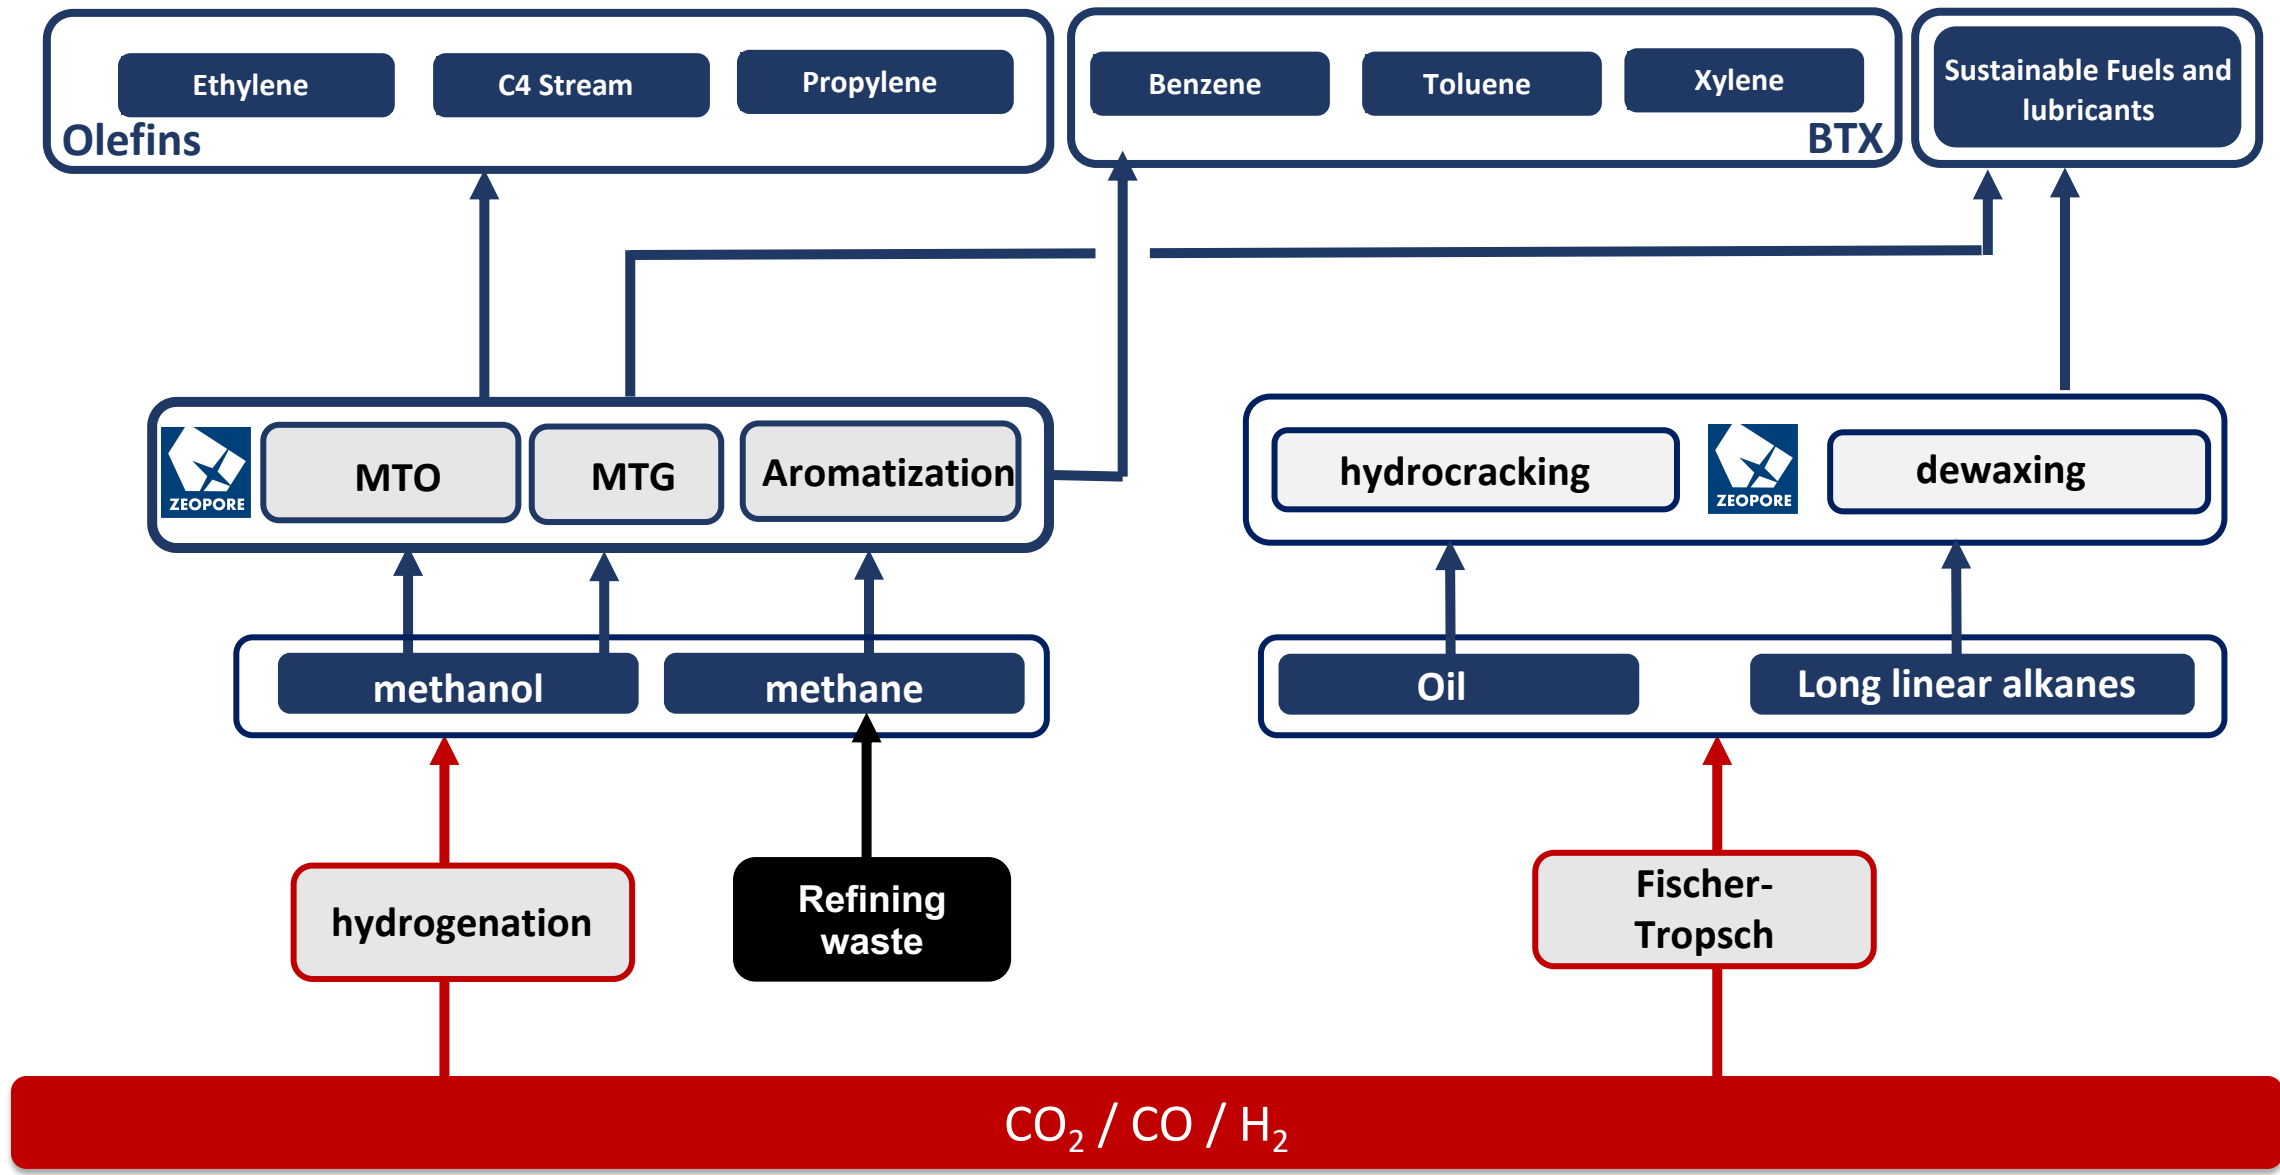 Ethylene
C4 Stream
Propylene
Olefins
Benzene
Toluene
Xylene
BTX
Sustainable Fuels and
lubricants
ZEOPORE
MTO
MTG
Aromatization
hydrocracking
ZEOPORE
dewaxing
methanol
methane
Oil
Long linear alkanes
hydrogenation
Refining
waste
Fischer-
Tropsch
CO₂ / CO / H₂